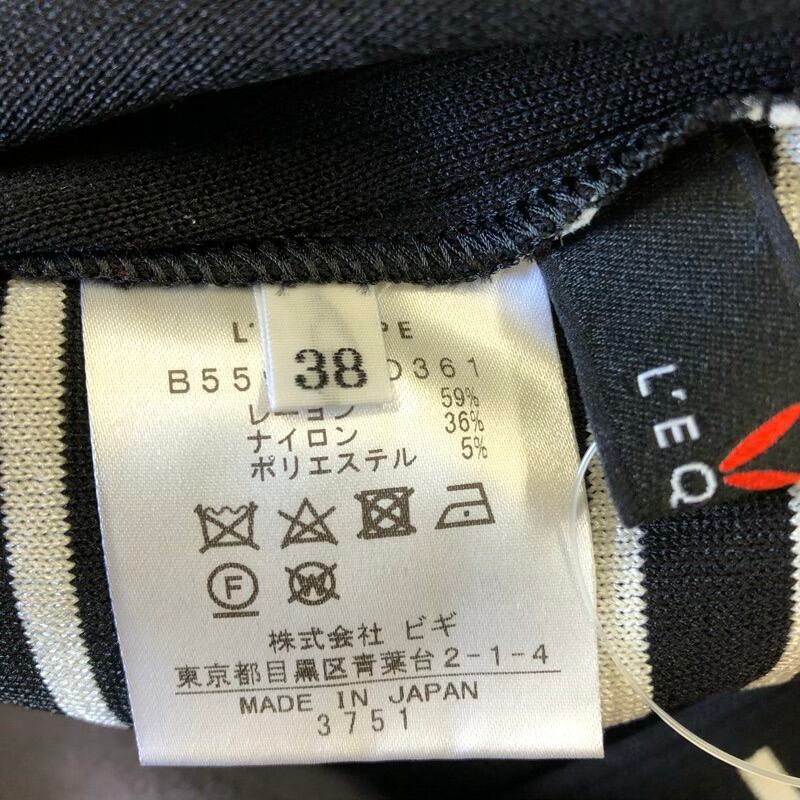 38
B55 D361
レーヨン 59%
ナイロン 36%
ポリエステル 5%
F
W
株式会社 ビギ
東京都目黒区青葉台2-1-4
MADE IN JAPAN
3751
L'EQ